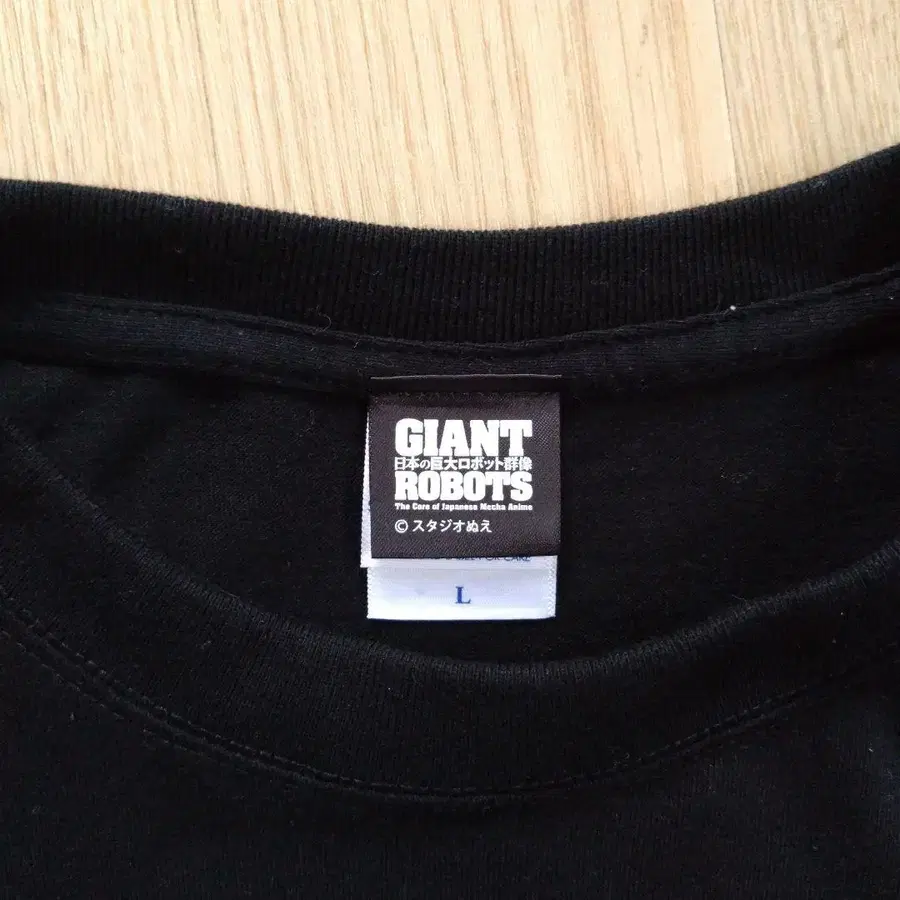 GIANT
日本の巨大ロボット群像
ROBOTS
The Core of Japanese Mecha Anime
©スタジオぬえ
L